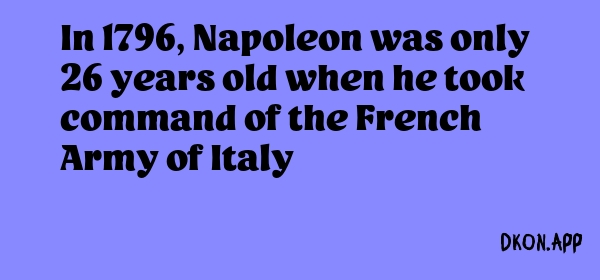 In 1796, Napoleon was only
26 years old when he took
command of the French
Army of Italy
DKON.APP